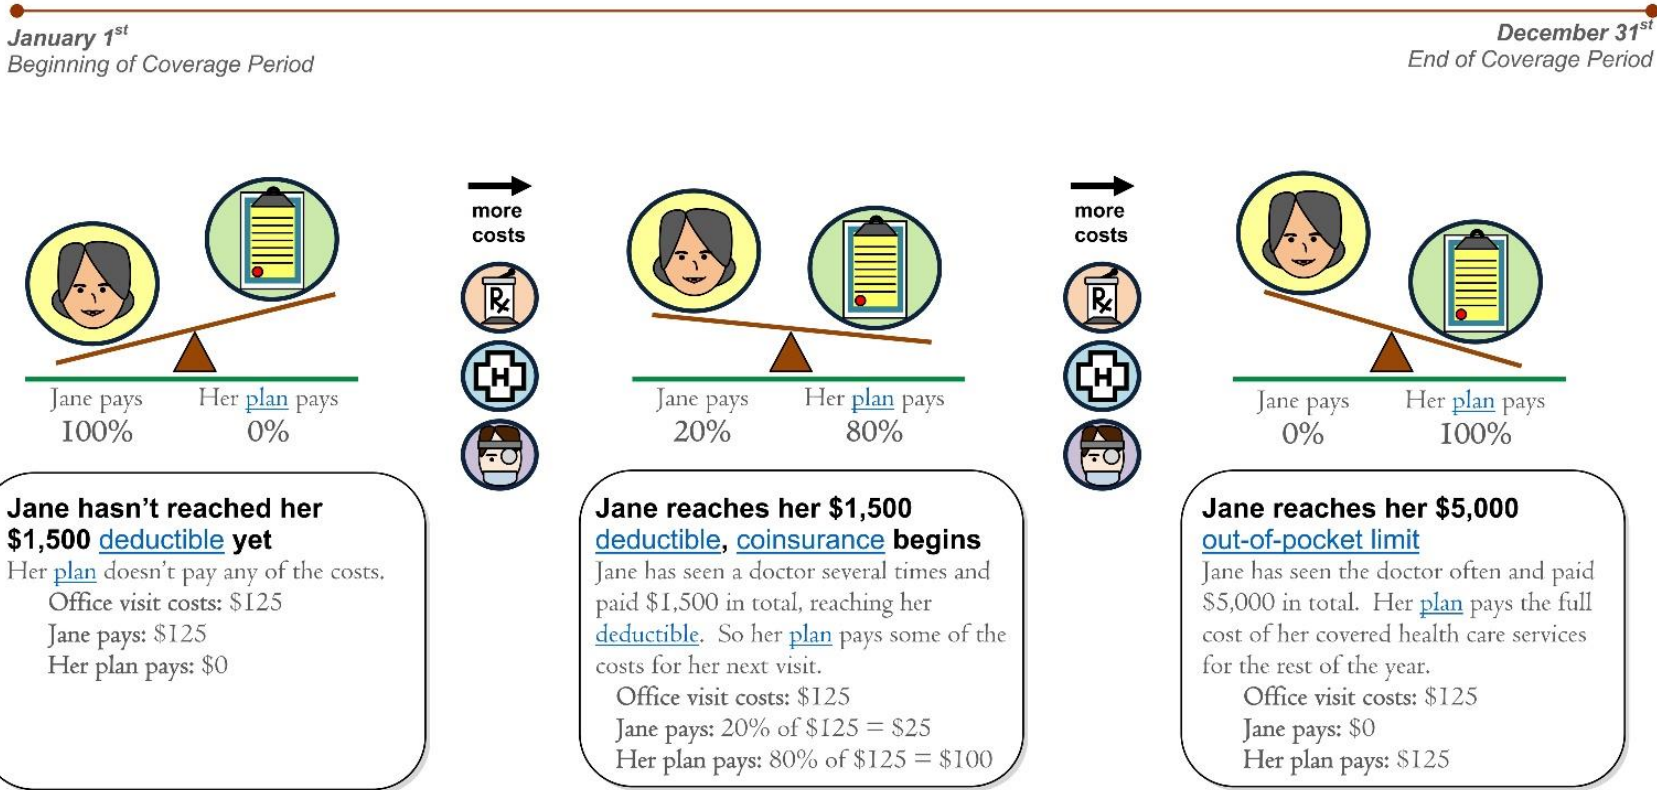 January 1st
Beginning of Coverage Period
December 31st
End of Coverage Period
Jane pays
100%
Her plan pays
0%
more
costs
Rx
H
Jane pays
20%
Her plan pays
80%
more
costs
Rx
H
Jane pays
0%
Her plan pays
100%
Jane hasn't reached her
$1,500 deductible yet
Her plan doesn't pay any of the costs.
Office visit costs: $125
Jane pays: $125
Her plan pays: $0
Jane reaches her $1,500
deductible, coinsurance begins
Jane has seen a doctor several times and
paid $1,500 in total, reaching her
deductible. So her plan pays some of the
costs for her next visit.
Office visit costs: $125
Jane pays: 20% of $125 = $25
Her plan pays: 80% of $125 = $100
Jane reaches her $5,000
out-of-pocket limit
Jane has seen the doctor often and paid
$5,000 in total. Her plan pays the full
cost of her covered health care services
for the rest of the year.
Office visit costs: $125
Jane pays: $0
Her plan pays: $125